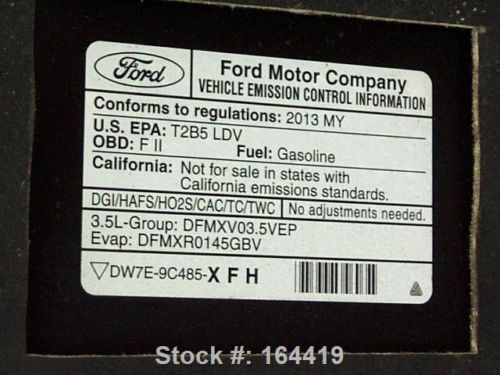 Ford
Ford Motor Company
VEHICLE EMISSION CONTROL INFORMATION
Conforms to regulations: 2013 MY
U.S. EPA: T2B5 LDV
OBD: F II Fuel: Gasoline
California: Not for sale in states with
California emissions standards.
DGI/HAFS/HO2S/CAC/TC/TWC No adjustments needed.
3.5L-Group: DFMXV03.5VEP
Evap: DFMXR0145GBV
DW7E-9C485-X F H
Stock #: 164419